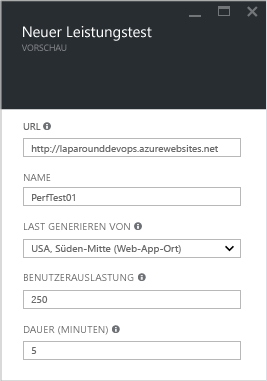 Neuer Leistungstest
VORSCHAU
URL
http://laparounddevops.azurewebsites.net
NAME
PerfTest01
LAST GENERIEREN VON
USA, Süden-Mitte (Web-App-Ort)
BENUTZERAUSLASTUNG
250
DAUER (MINUTEN)
5